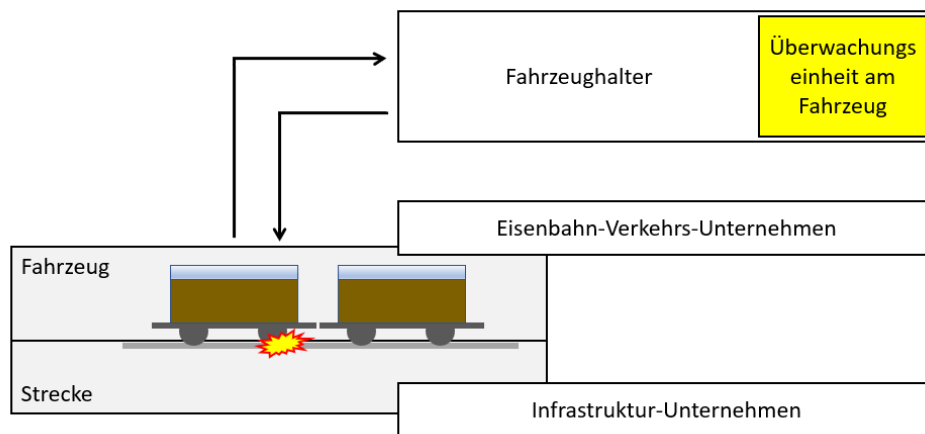 Fahrzeughalter
Überwachungs
einheit am
Fahrzeug
Eisenbahn-Verkehrs-Unternehmen
Fahrzeug
Strecke
Infrastruktur-Unternehmen